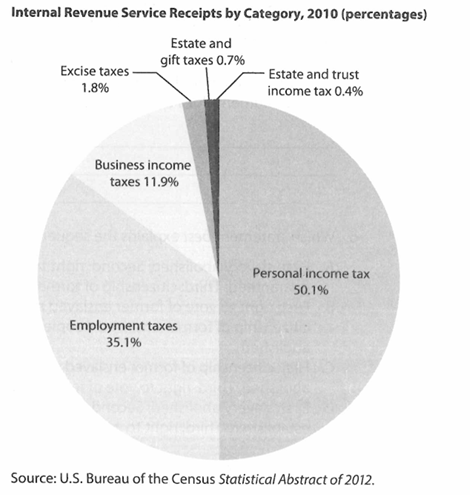 Internal Revenue Service Receipts by Category, 2010 (percentages)
Estate and
gift taxes 0.7%
Excise taxes
1.8%
Estate and trust
income tax 0.4%
Business income
taxes 11.9%
Personal income tax
50.1%
Employment taxes
35.1%
Source: U.S. Bureau of the Census Statistical Abstract of 2012.